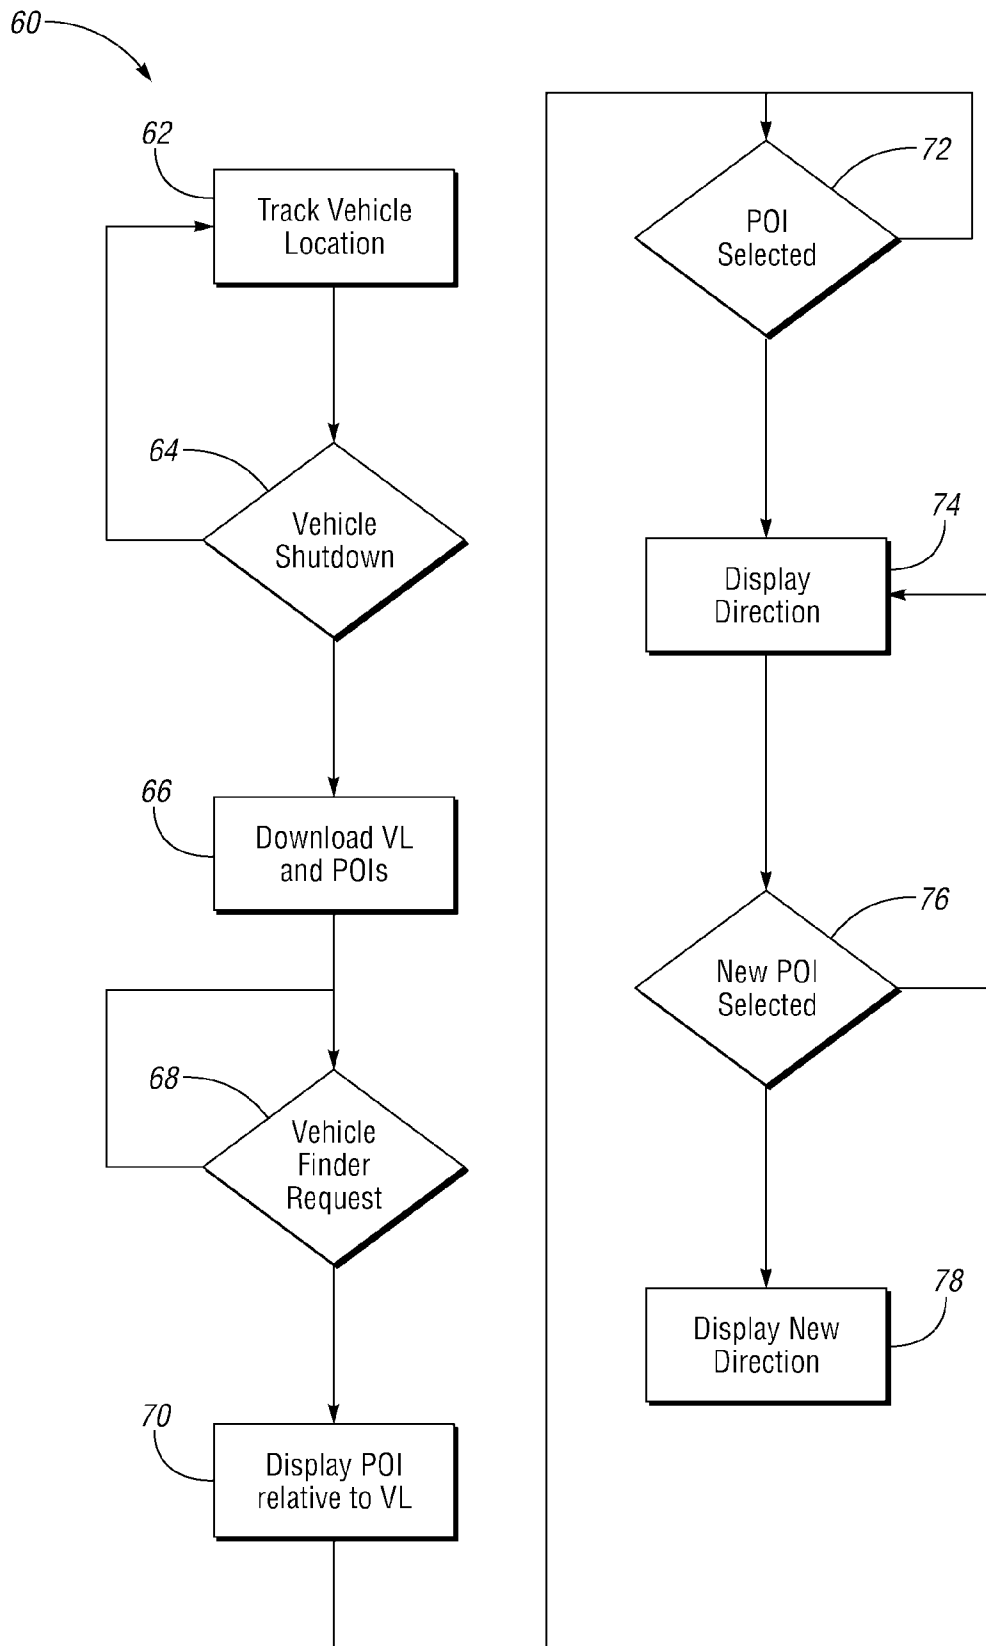 60
62
Track Vehicle
Location
64
Vehicle
Shutdown
66
Download VL
and POIs
68
Vehicle
Finder
Request
70
Display POI
relative to VL
72
POI
Selected
74
Display
Direction
76
New POI
Selected
78
Display New
Direction